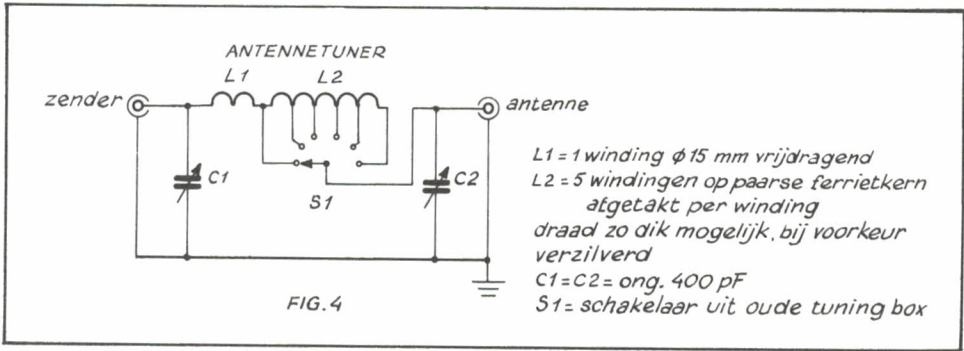 ANTENNETUNER
L1
L2
zender
antenne
C1
S1
C2
FIG.4
L1 = 1 winding ϕ 15 mm vrijdragend
L2 = 5 windingen op paarse ferrietkern
afgetakt per winding
draad zo dik mogelijk, bij voorkeur
verzilverd
C1=C2= ong. 400 pF
S1= schakelaar uit oude tuning box